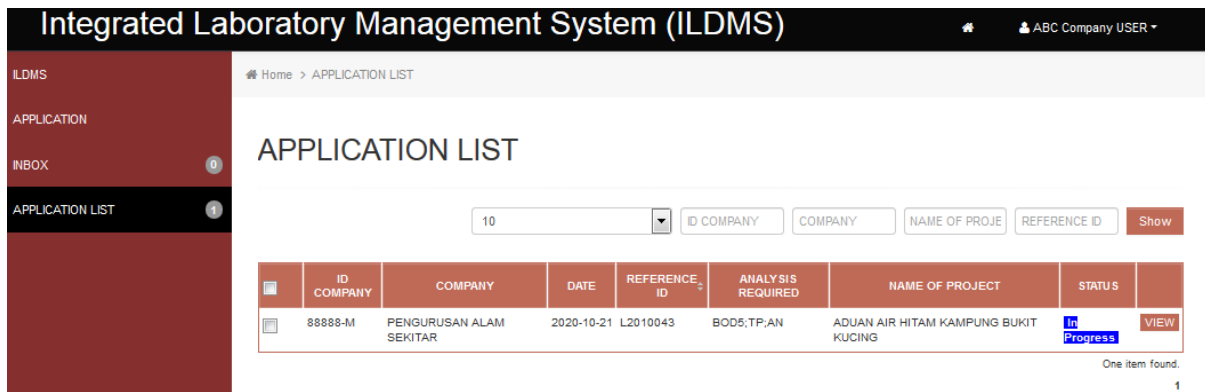 Integrated Laboratory Management System (ILDMS)
ABC Company USER
ILDMS
Home > APPLICATION LIST
APPLICATION
APPLICATION LIST
INBOX 0
APPLICATION LIST 1
10 ID COMPANY COMPANY NAME OF PROJE REFERENCE ID Show
ID COMPANY COMPANY DATE REFERENCE ID ANALYSIS REQUIRED NAME OF PROJECT STATUS
88888-M PENGURUSAN ALAM SEKITAR 2020-10-21 L2010043 BOD5;TP;AN ADUAN AIR HITAM KAMPUNG BUKIT KUCING In Progress VIEW
One item found.
1